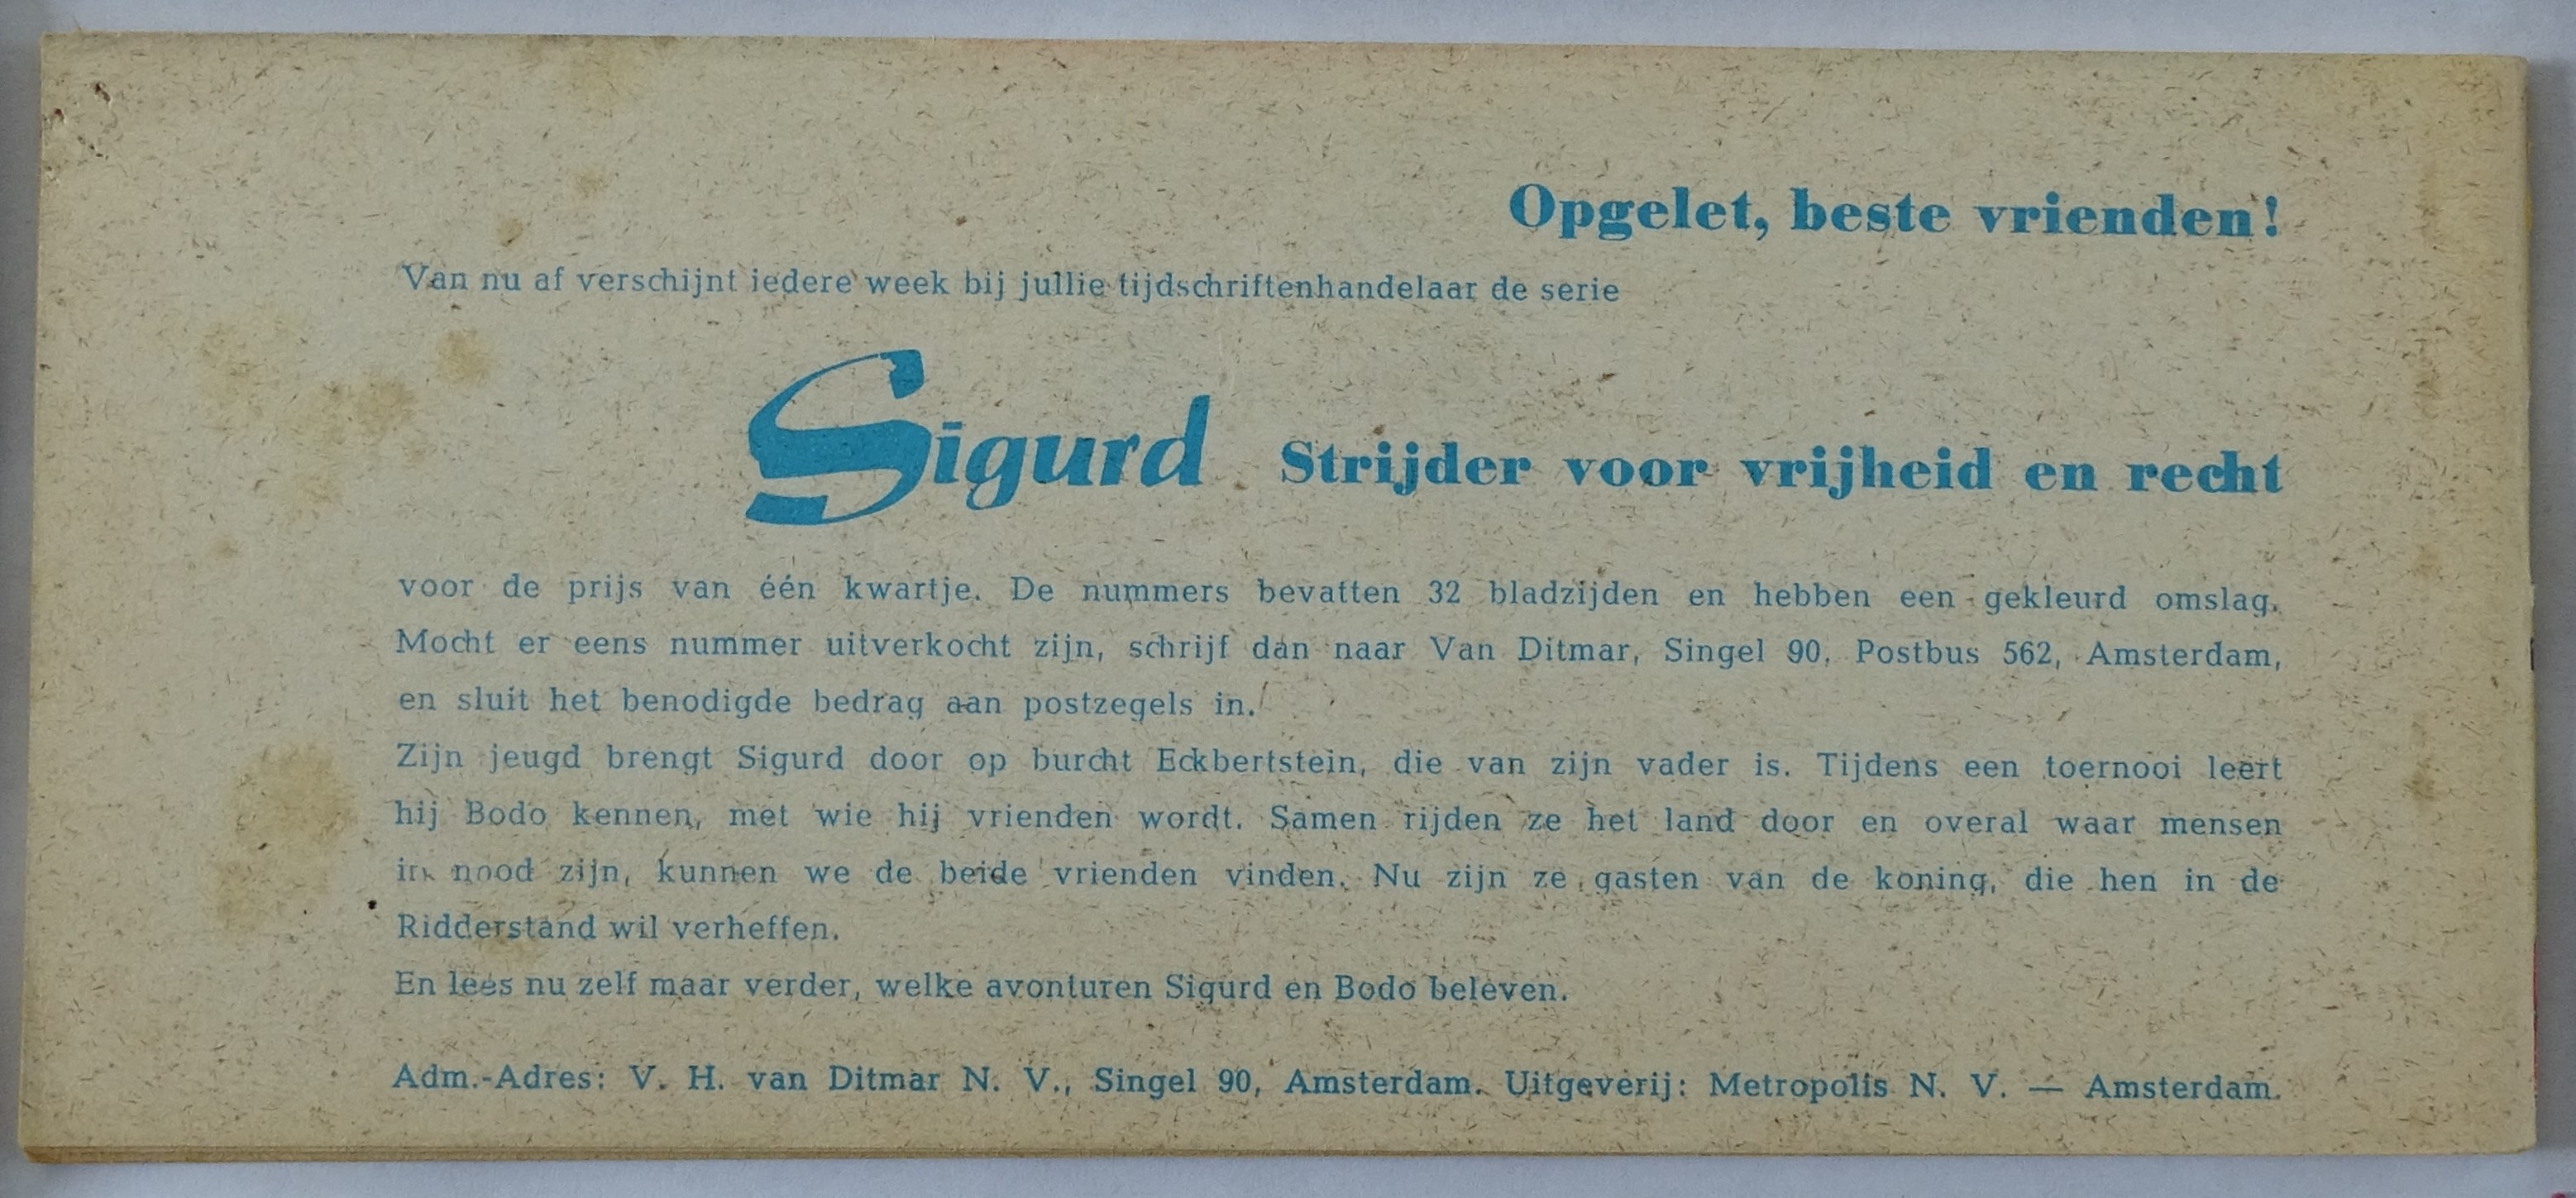 Opgelet, beste vrienden!
Van nu af verschijnt iedere week bij jullie tijdschriftenhandelaar de serie
Sigurd Strijder voor vrijheid en recht
voor de prijs van één kwartje. De nummers bevatten 32 bladzijden en hebben een gekleurd omslag.
Mocht er eens nummer uitverkocht zijn, schrijf dan naar Van Ditmar, Singel 90, Postbus 562, Amsterdam,
en sluit het benodigde bedrag aan postzegels in.
Zijn jeugd brengt Sigurd door op burcht Eckbertstein, die van zijn vader is. Tijdens een toernooi leert
hij Bodo kennen, met wie hij vrienden wordt. Samen rijden ze het land door en overal waar mensen
in nood zijn, kunnen we de beide vrienden vinden. Nu zijn ze gasten van de koning, die hen in de
Ridderstand wil verheffen.
En lees nu zelf maar verder, welke avonturen Sigurd en Bodo beleven.
Adm.-Adres: V. H. van Ditmar N. V., Singel 90, Amsterdam. Uitgeverij: Metropolis N. V. — Amsterdam.